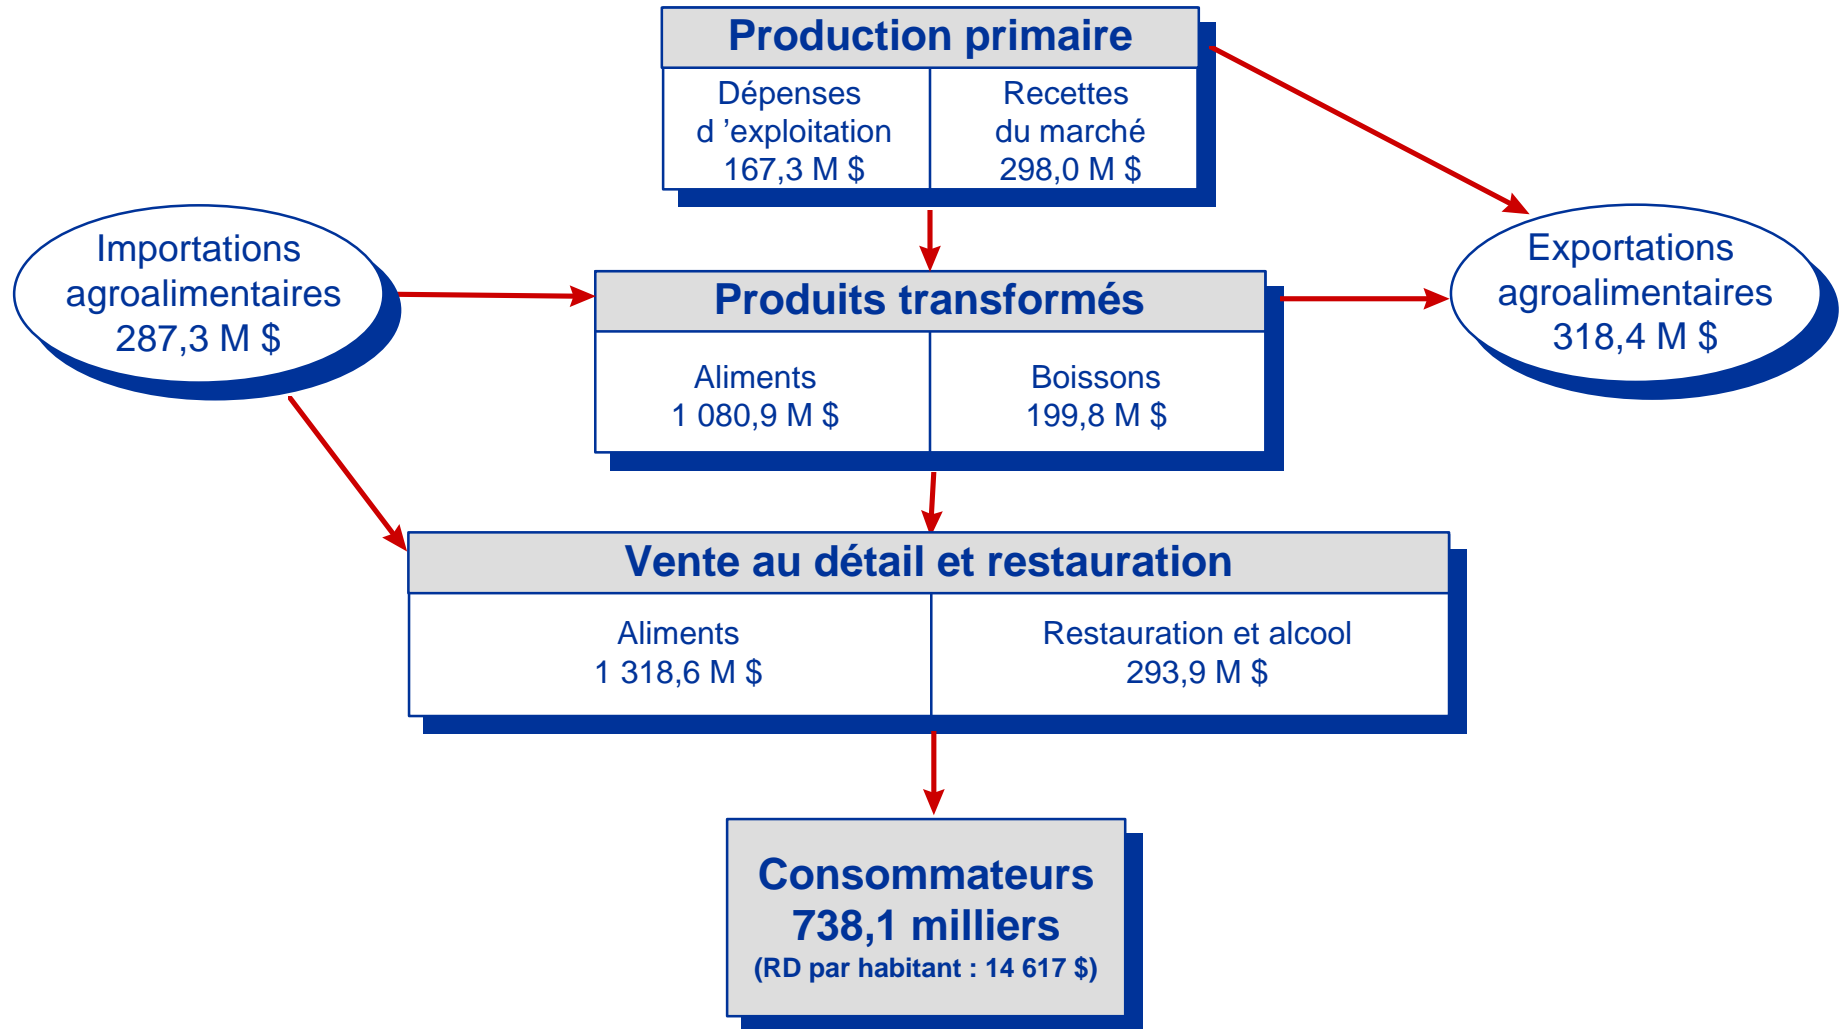 Production primaire
Dépenses
d ’exploitation
167,3 M $
Recettes
du marché
298,0 M $
Importations
agroalimentaires
287,3 M $
Exportations
agroalimentaires
318,4 M $
Produits transformés
Aliments
1 080,9 M $
Boissons
199,8 M $
Vente au détail et restauration
Aliments
1 318,6 M $
Restauration et alcool
293,9 M $
Consommateurs
738,1 milliers
(RD par habitant : 14 617 $)